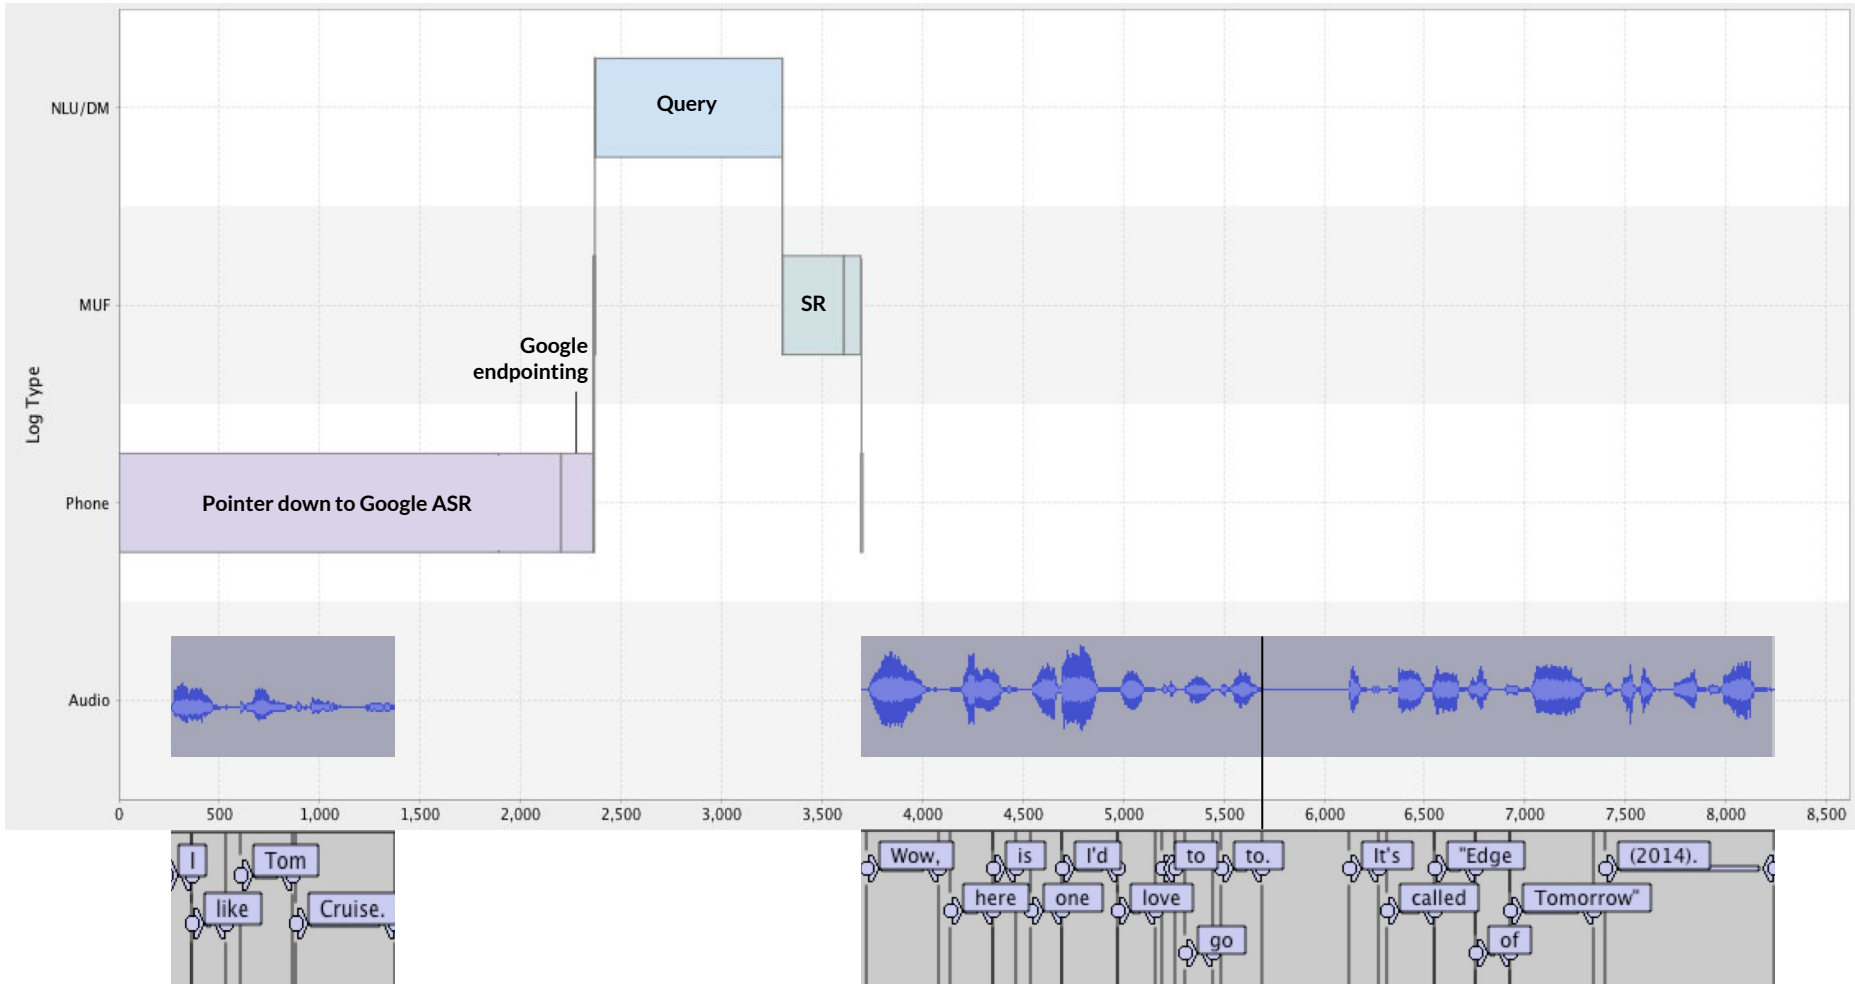 NLU/DM
Query
MUF
SR
Google
endpointing
Log Type
Phone
Pointer down to Google ASR
Audio
0 500 1,000 1,500 2,000 2,500 3,000 3,500 4,000 4,500 5,000 5,500 6,000 6,500 7,000 7,500 8,000 8,500
I Tom
like Cruise.
Wow, is I'd to to. It's "Edge (2014).
here one love called Tomorrow"
go of